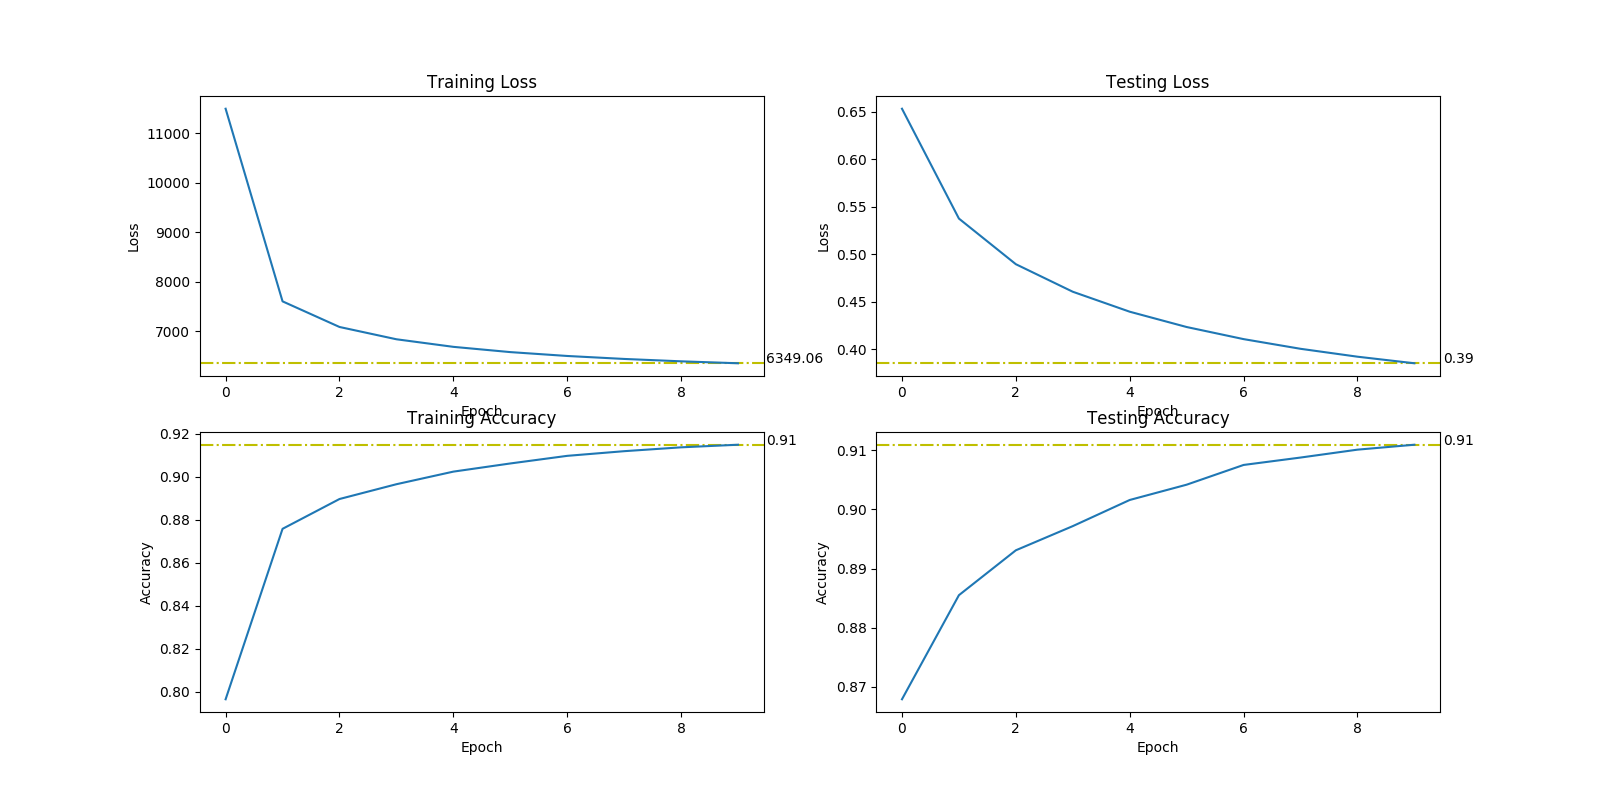 Training Loss
Loss
11000
10000
9000
8000
7000
6349.06
0 2 4 6 8
Epoch
Testing Loss
Loss
0.65
0.60
0.55
0.50
0.45
0.40
0.39
0 2 4 6 8
Epoch
Training Accuracy
Accuracy
0.92
0.91
0.90
0.88
0.86
0.84
0.82
0.80
0 2 4 6 8
Epoch
Testing Accuracy
Accuracy
0.91
0.91
0.90
0.89
0.88
0.87
0 2 4 6 8
Epoch